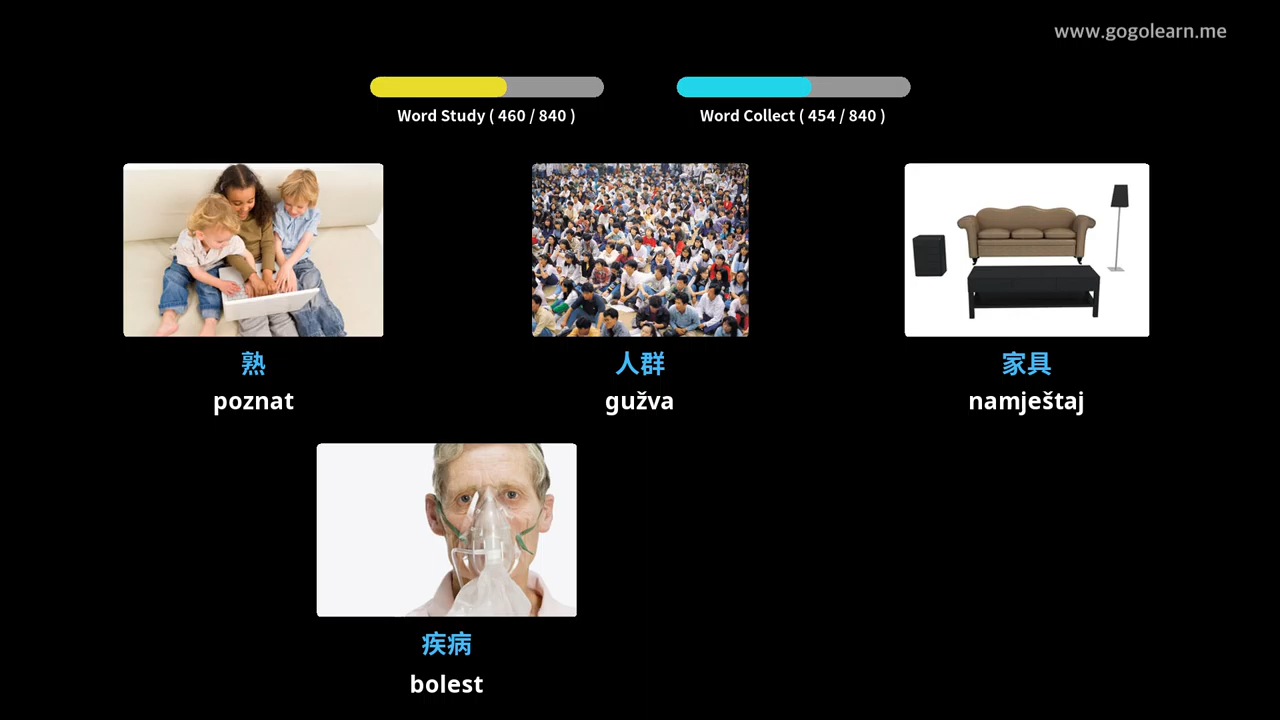 www.gogolearn.me
Word Study ( 460 / 840 )
Word Collect ( 454 / 840 )
熟
poznat
人群
gužva
家具
namještaj
疾病
bolest